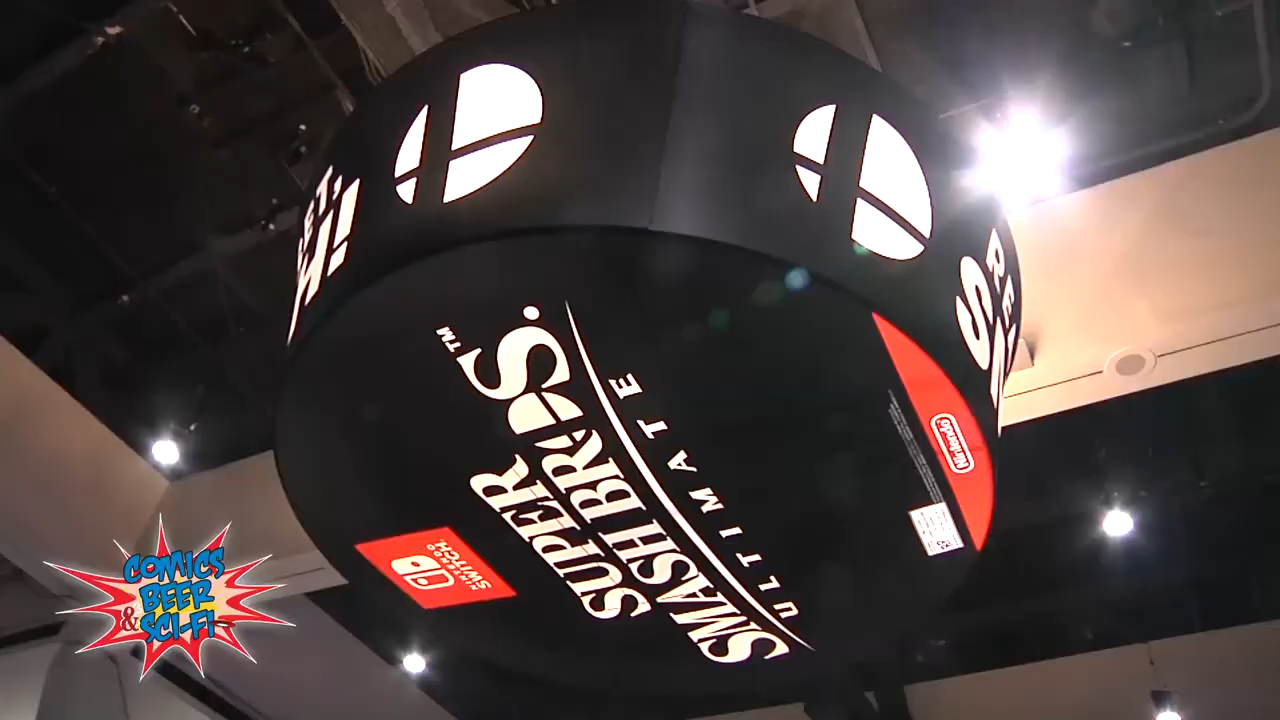 SUPER
SMASH BROS.™
ULTIMATE
NINTENDO
SWITCH.
Nintendo
COMICS
BEER
& SCI-FI